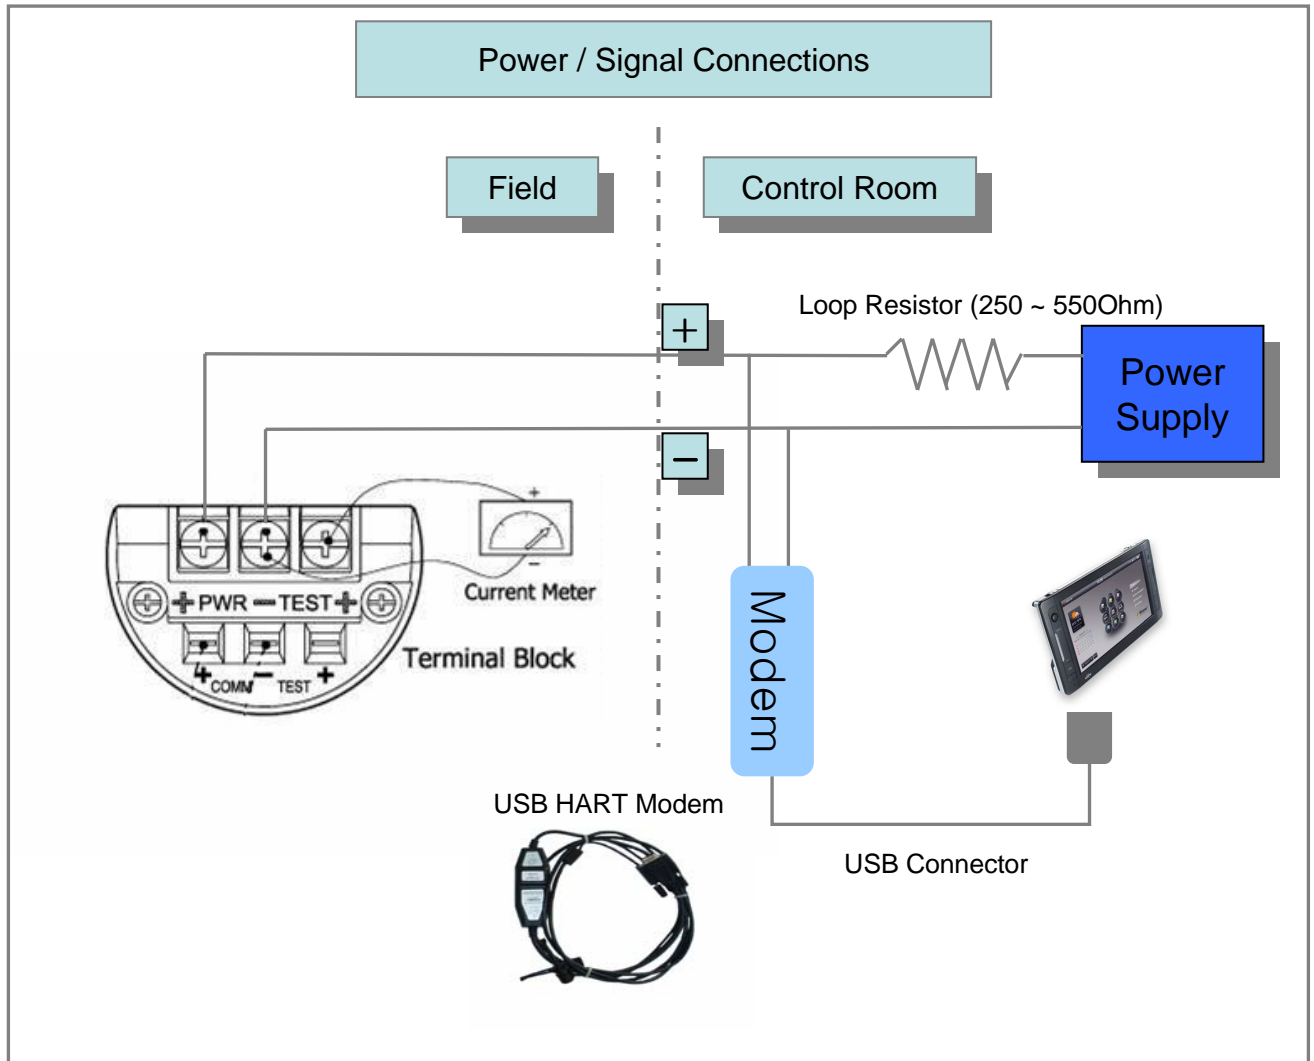 Power / Signal Connections
Field
Control Room
Loop Resistor (250 ~ 550Ohm)
+
Power
Supply
−
+
−
Current Meter
+ PWR − TEST +
Terminal Block
+ COMM − TEST +
Modem
USB HART Modem
USB Connector